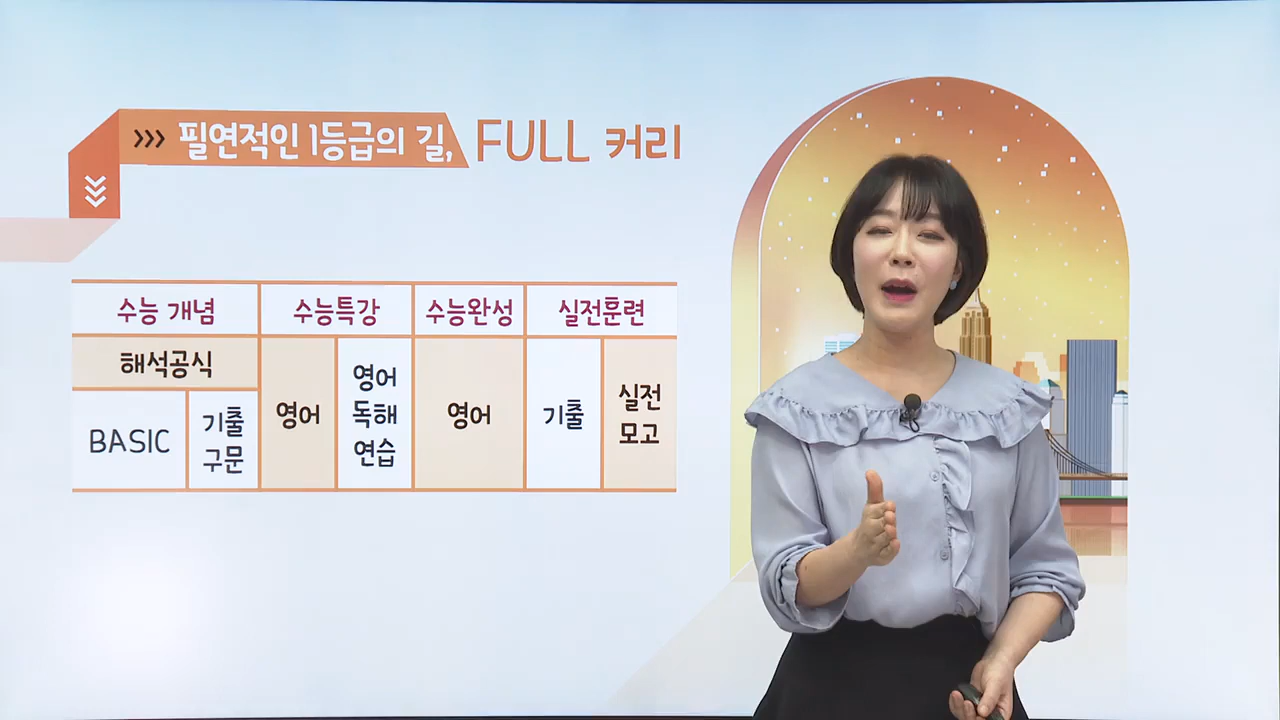 >>> 필연적인 1등급의 길, FULL 커리
수능 개념
수능특강
수능완성
실전훈련
해석공식
BASIC
기출
구문
영어
영어
독해
연습
영어
기출
실전
모고